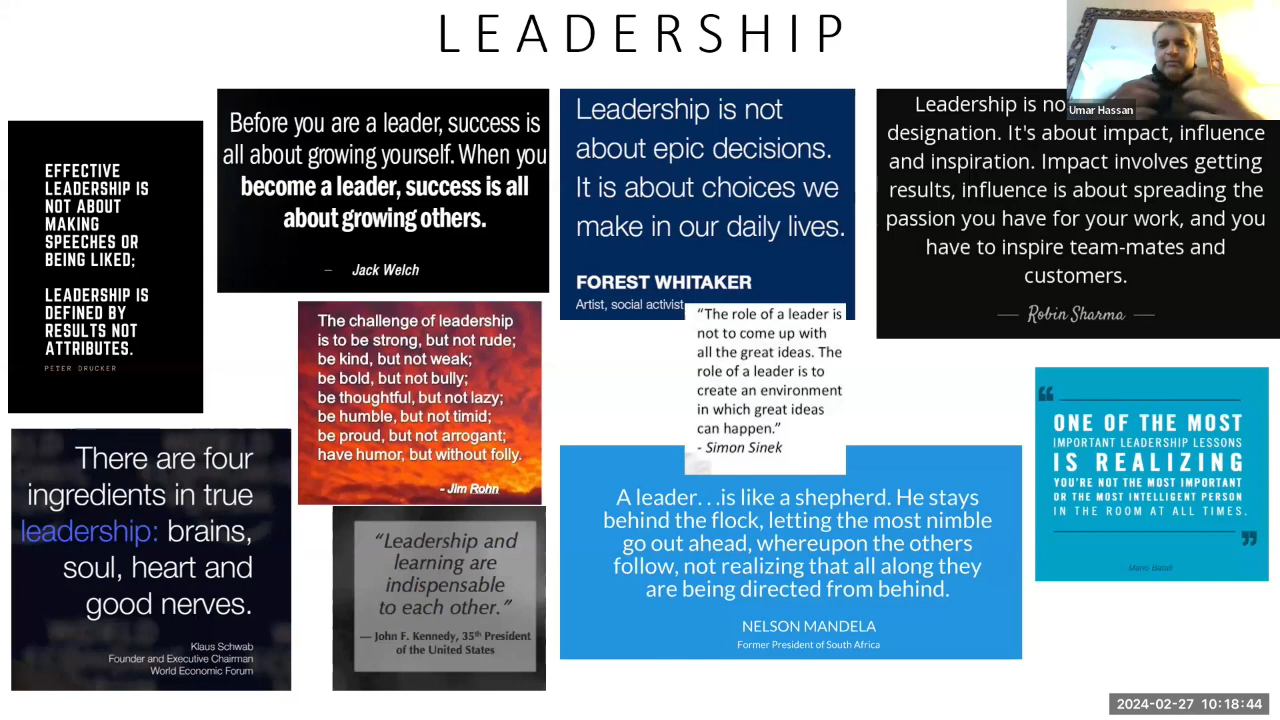 LEADERSHIP
Umar Hassan
EFFECTIVE
LEADERSHIP IS
NOT ABOUT
MAKING
SPEECHES OR
BEING LIKED;
LEADERSHIP IS
DEFINED BY
RESULTS NOT
ATTRIBUTES.
PETER DRUCKER
Before you are a leader, success is
all about growing yourself. When you
become a leader, success is all
about growing others.
– Jack Welch
Leadership is not
about epic decisions.
It is about choices we
make in our daily lives.
FOREST WHITAKER
Artist, social activist
Leadership is
designation. It's about impact, influence
and inspiration. Impact involves getting
results, influence is about spreading the
passion you have for your work, and you
have to inspire team-mates and
customers.
— Robin Sharma —
The challenge of leadership
is to be strong, but not rude;
be kind, but not weak;
be bold, but not bully;
be thoughtful, but not lazy;
be humble, but not timid;
be proud, but not arrogant;
have humor, but without folly.
- Jim Rohn
“The role of a leader is
not to come up with
all the great ideas. The
role of a leader is to
create an environment
in which great ideas
can happen.”
- Simon Sinek
“
ONE OF THE MOST
IMPORTANT LEADERSHIP LESSONS
IS REALIZING
YOU'RE NOT THE MOST IMPORTANT
OR THE MOST INTELLIGENT PERSON
IN THE ROOM AT ALL TIMES.
”
Mario Batali
There are four
ingredients in true
leadership: brains,
soul, heart and
good nerves.
Klaus Schwab
Founder and Executive Chairman
World Economic Forum
“Leadership and
learning are
indispensable
to each other.”
— John F. Kennedy, 35th President
of the United States
A leader. . .is like a shepherd. He stays
behind the flock, letting the most nimble
go out ahead, whereupon the others
follow, not realizing that all along they
are being directed from behind.
NELSON MANDELA
Former President of South Africa
2024-02-27 10:18:44